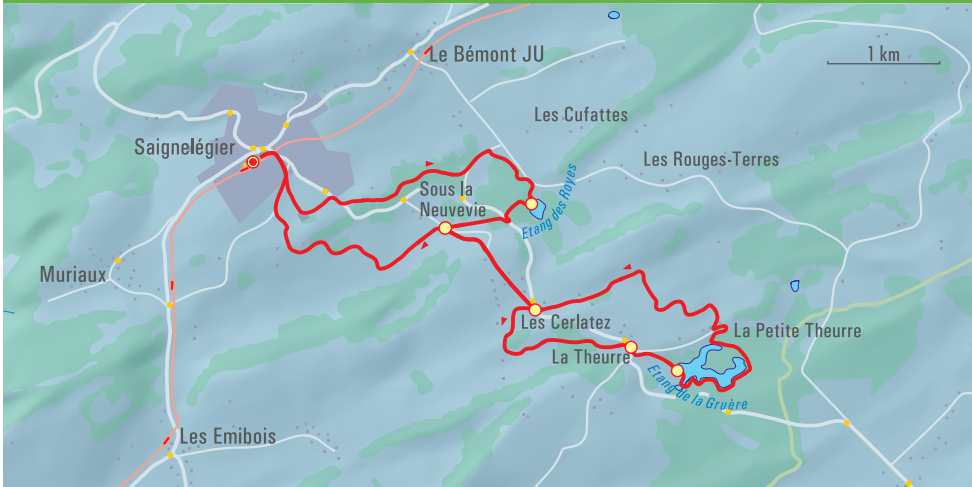 Le Bémont JU
1 km
Les Cufattes
Saignelégier
Les Rouges-Terres
Sous la
Neuvevie
Etang des Royes
Muriaux
Les Cerlatez
La Petite Theurre
La Theurre
Etang de la Gruère
Les Emibois